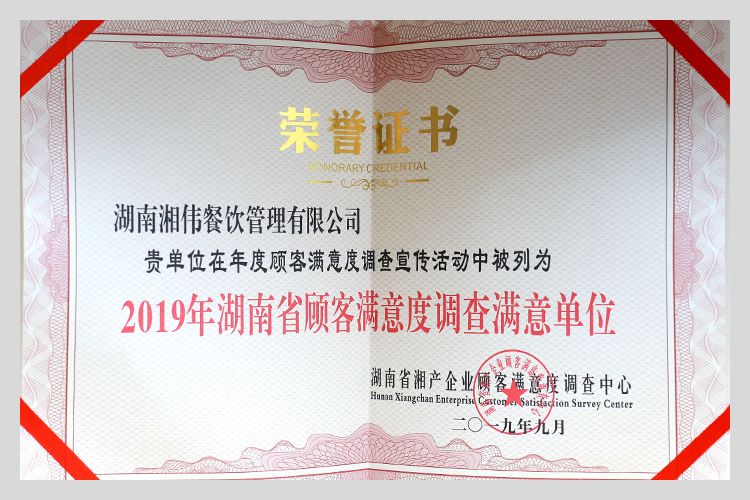 荣誉证书
HONORARY CREDENTIAL
湖南湘伟餐饮管理有限公司
贵单位在年度顾客满意度调查宣传活动中被列为
2019年湖南省顾客满意度调查满意单位
湖南省湘产企业顾客满意度调查中心
Hunan Xiangchan Enterprise Customer Satisfaction Survey Center
二〇一九年九月